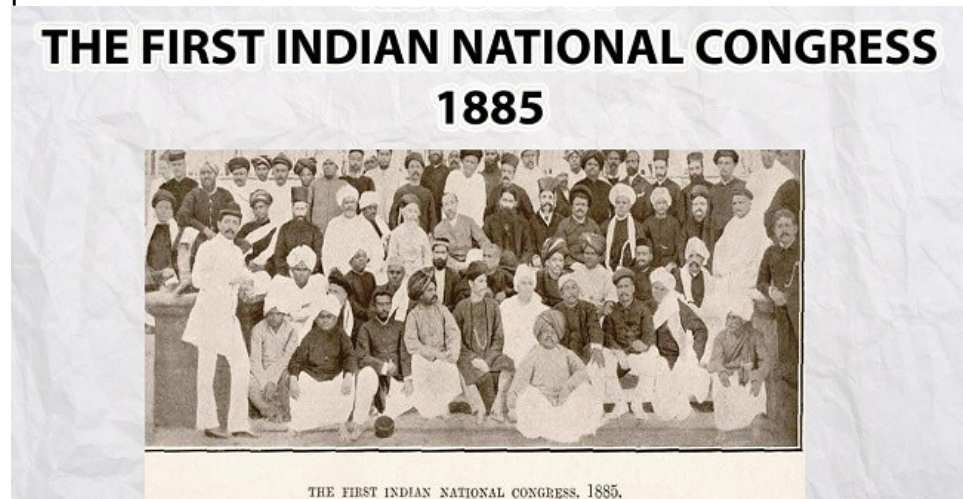 THE FIRST INDIAN NATIONAL CONGRESS
1885
THE FIRST INDIAN NATIONAL CONGRESS, 1885.